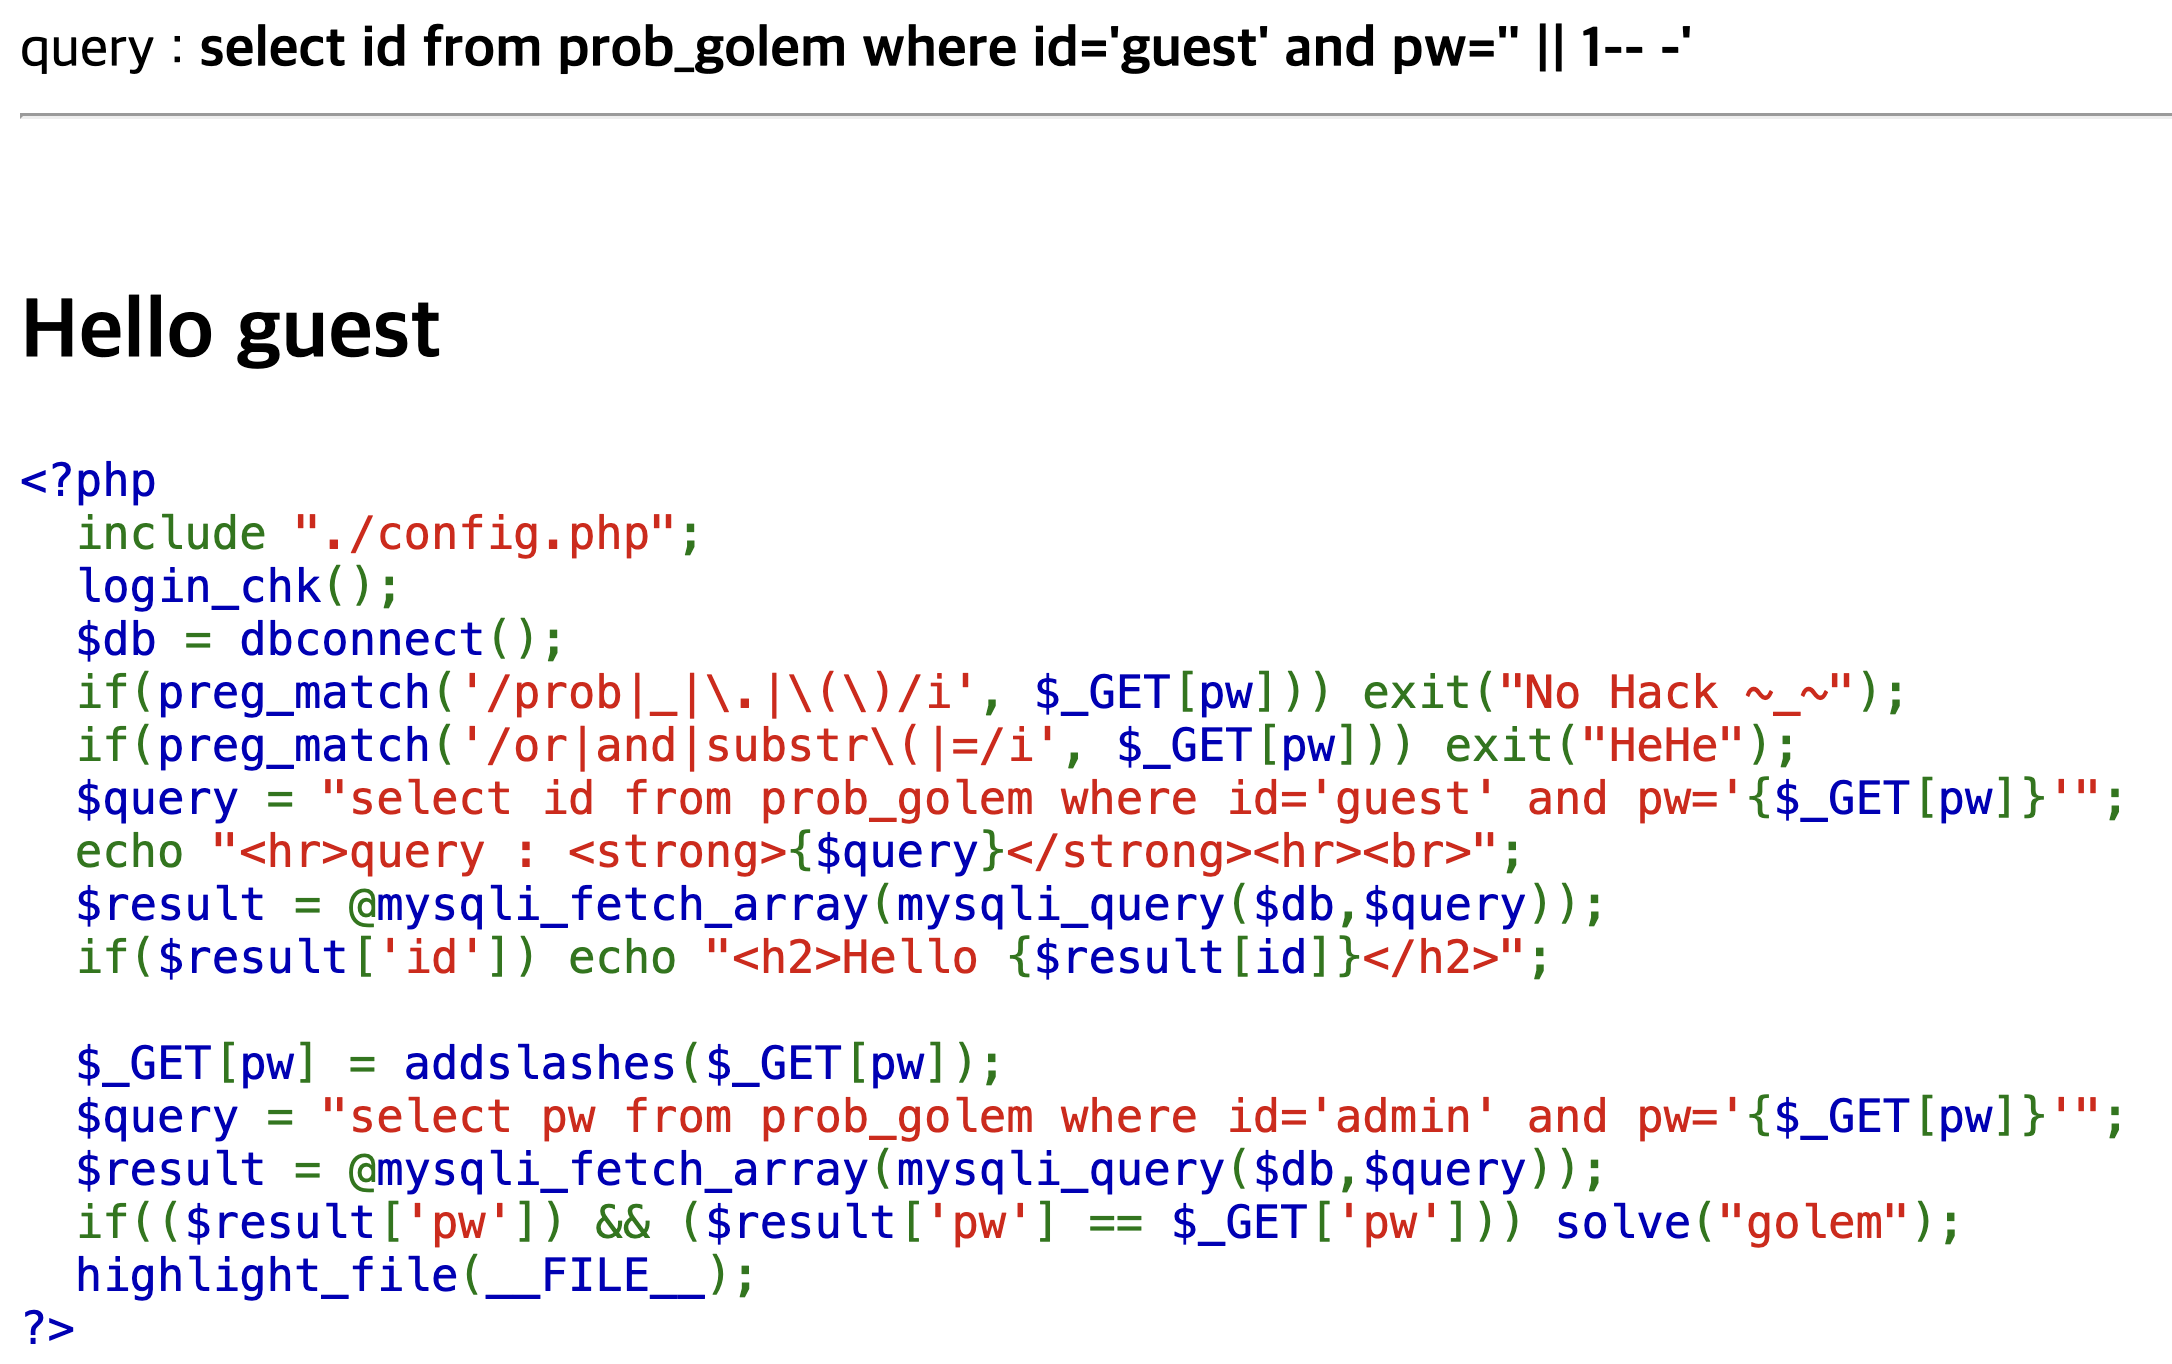 query : select id from prob_golem where id='guest' and pw='' || 1-- -'
Hello guest
<?php
  include "./config.php";
  login_chk();
  $db = dbconnect();
  if(preg_match('/prob|_|\.|\(\)/i', $_GET[pw])) exit("No Hack ~_~");
  if(preg_match('/or|and|substr\(|=/i', $_GET[pw])) exit("HeHe");
  $query = "select id from prob_golem where id='guest' and pw='{$_GET[pw]}'";
  echo "<hr>query : <strong>{$query}</strong><hr><br>";
  $result = @mysqli_fetch_array(mysqli_query($db,$query));
  if($result['id']) echo "<h2>Hello {$result[id]}</h2>";
  $_GET[pw] = addslashes($_GET[pw]);
  $query = "select pw from prob_golem where id='admin' and pw='{$_GET[pw]}'";
  $result = @mysqli_fetch_array(mysqli_query($db,$query));
  if(($result['pw']) && ($result['pw'] == $_GET['pw'])) solve("golem");
  highlight_file(__FILE__);
?>